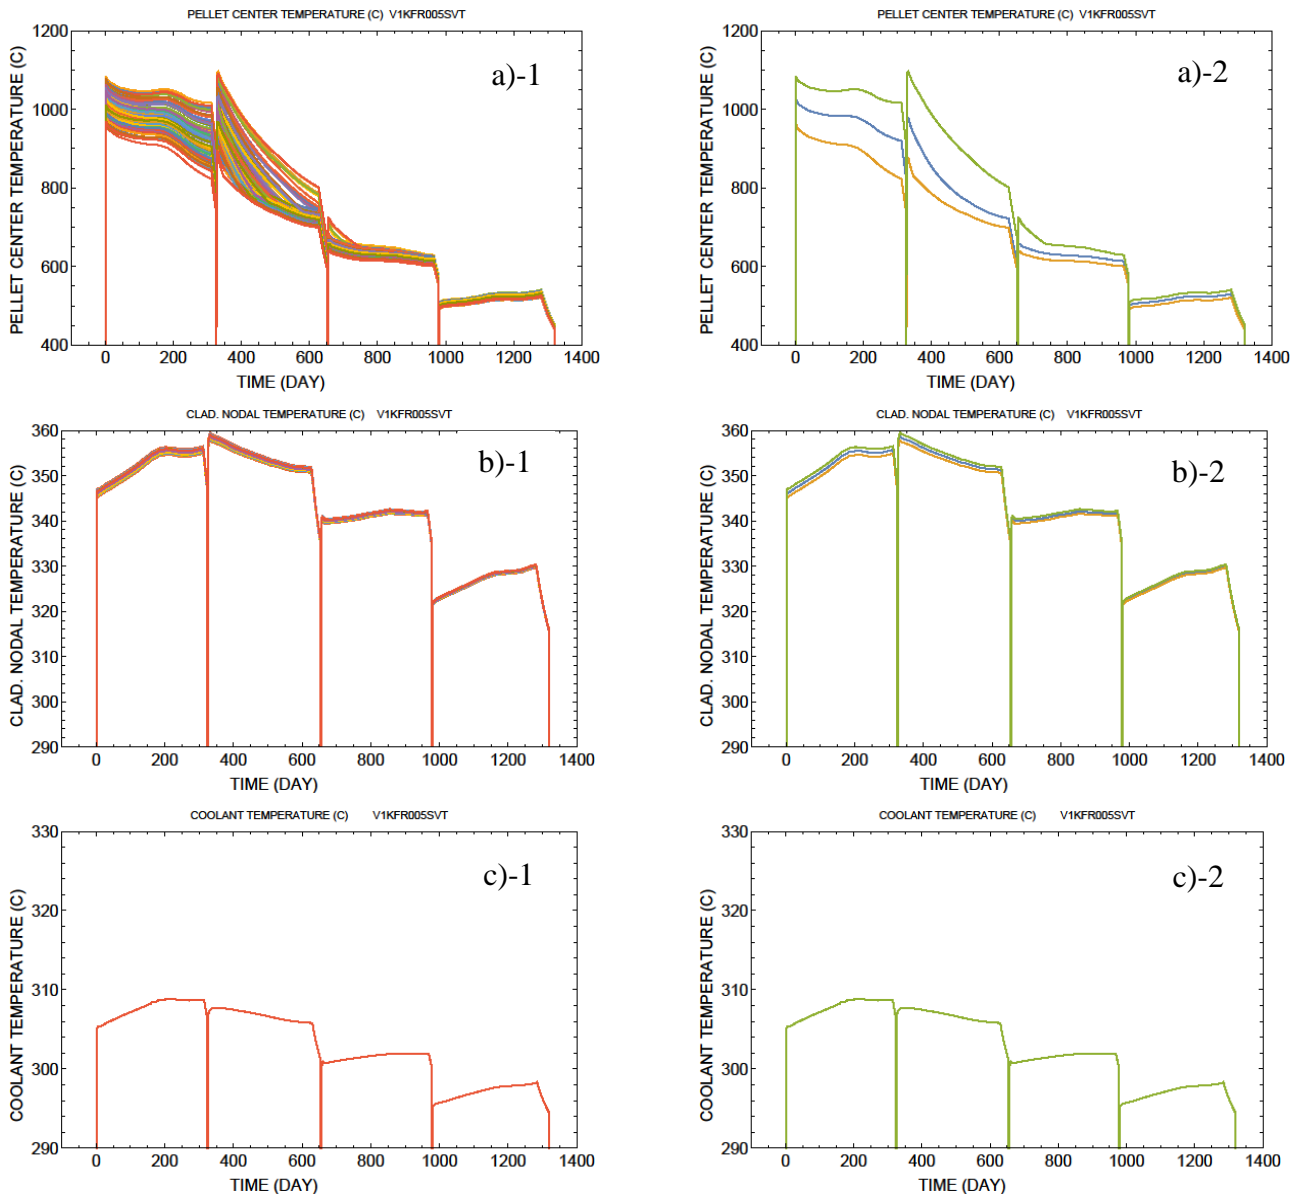 PELLET CENTER TEMPERATURE (C) V1KFR005SVT
1200
1000
800
600
400
PELLET CENTER TEMPERATURE (C)
a)-1
0 200 400 600 800 1000 1200 1400
TIME (DAY)
PELLET CENTER TEMPERATURE (C) V1KFR005SVT
1200
1000
800
600
400
PELLET CENTER TEMPERATURE (C)
a)-2
0 200 400 600 800 1000 1200 1400
TIME (DAY)
CLAD. NODAL TEMPERATURE (C) V1KFR005SVT
360
350
340
330
320
310
300
290
CLAD. NODAL TEMPERATURE (C)
b)-1
0 200 400 600 800 1000 1200 1400
TIME (DAY)
CLAD. NODAL TEMPERATURE (C) V1KFR005SVT
360
350
340
330
320
310
300
290
CLAD. NODAL TEMPERATURE (C)
b)-2
0 200 400 600 800 1000 1200 1400
TIME (DAY)
COOLANT TEMPERATURE (C) V1KFR005SVT
330
320
310
300
290
COOLANT TEMPERATURE (C)
c)-1
0 200 400 600 800 1000 1200 1400
TIME (DAY)
COOLANT TEMPERATURE (C) V1KFR005SVT
330
320
310
300
290
COOLANT TEMPERATURE (C)
c)-2
0 200 400 600 800 1000 1200 1400
TIME (DAY)